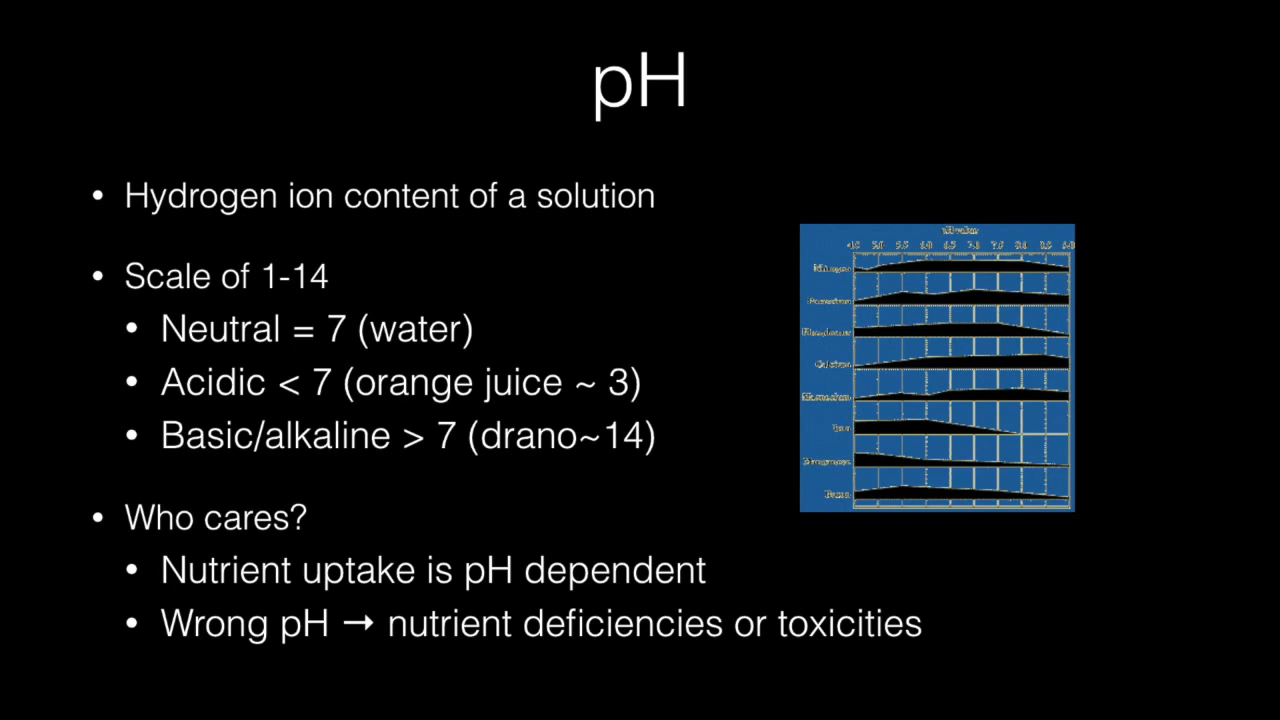 pH
• Hydrogen ion content of a solution
• Scale of 1-14
• Neutral = 7 (water)
• Acidic < 7 (orange juice ~ 3)
• Basic/alkaline > 7 (drano~14)
• Who cares?
• Nutrient uptake is pH dependent
• Wrong pH → nutrient deficiencies or toxicities